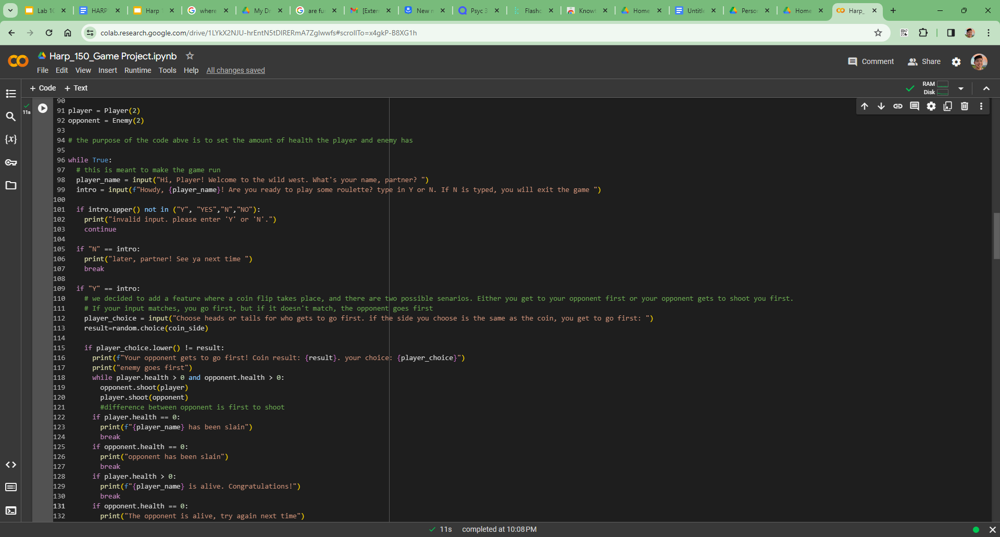 Lab 10
HARP
Harp
where
My Dr
are fu
[Extern
New n
Psyc 3
Flashc
Knowt
Home
Untitle
Perso
Home
Harp_
colab.research.google.com/drive/1LYkX2NJU-hrEntN5tDIRERmA7Zglwwfs#scrollTo=x4gkP-B8XG1h
Harp_150_Game Project.ipynb
Comment
Share
File Edit View Insert Runtime Tools Help All changes saved
+ Code + Text
RAM
Disk
11s
90
91 player = Player(2)
92 opponent = Enemy(2)
93
94 # the purpose of the code abve is to set the amount of health the player and enemy has
95
96 while True:
97 # this is meant to make the game run
98 player_name = input("Hi, Player! Welcome to the wild west. What's your name, partner? ")
99 intro = input(f"Howdy, {player_name}! Are you ready to play some roulette? type in Y or N. If N is typed, you will exit the game ")
100
101 if intro.upper() not in ("Y", "YES","N","NO"):
102 print("invalid input. please enter 'Y' or 'N'.")
103 continue
104
105 if "N" == intro:
106 print("later, partner! See ya next time ")
107 break
108
109 if "Y" == intro:
110 # we decided to add a feature where a coin flip takes place, and there are two possible senarios. Either you get to your opponent first or your opponent gets to shoot you first.
111 # If your input matches, you go first, but if it doesn't match, the opponent goes first
112 player_choice = input("Choose heads or tails for who gets to go first. if the side you choose is the same as the coin, you get to go first: ")
113 result=random.choice(coin_side)
114
115 if player_choice.lower() != result:
116 print(f"Your opponent gets to go first! Coin result: {result}. your choice: {player_choice}")
117 print("enemy goes first")
118 while player.health > 0 and opponent.health > 0:
119 opponent.shoot(player)
120 player.shoot(opponent)
121 #difference between opponent is first to shoot
122 if player.health == 0:
123 print(f"{player_name} has been slain")
124 break
125 if opponent.health == 0:
126 print("opponent has been slain")
127 break
128 if player.health > 0:
129 print(f"{player_name} is alive. Congratulations!")
130 break
131 if opponent.health == 0:
132 print("The opponent is alive, try again next time")
11s completed at 10:08 PM